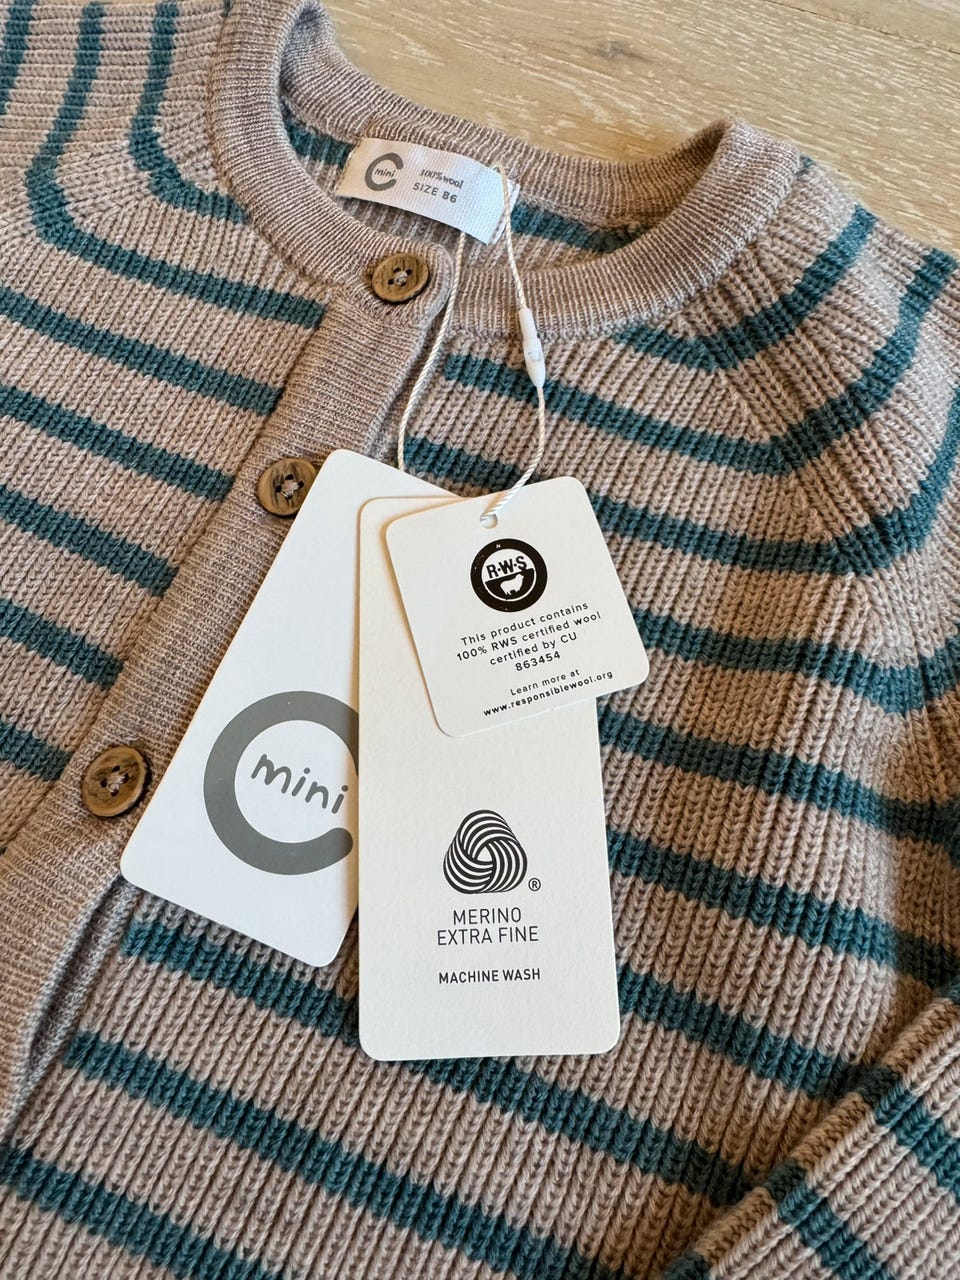 mini
100% wool
SIZE 86
R·W·S
This product contains
100% RWS certified wool
certified by CU
863454
Learn more at
www.responsiblewool.org
mini
®
MERINO
EXTRA FINE
MACHINE WASH